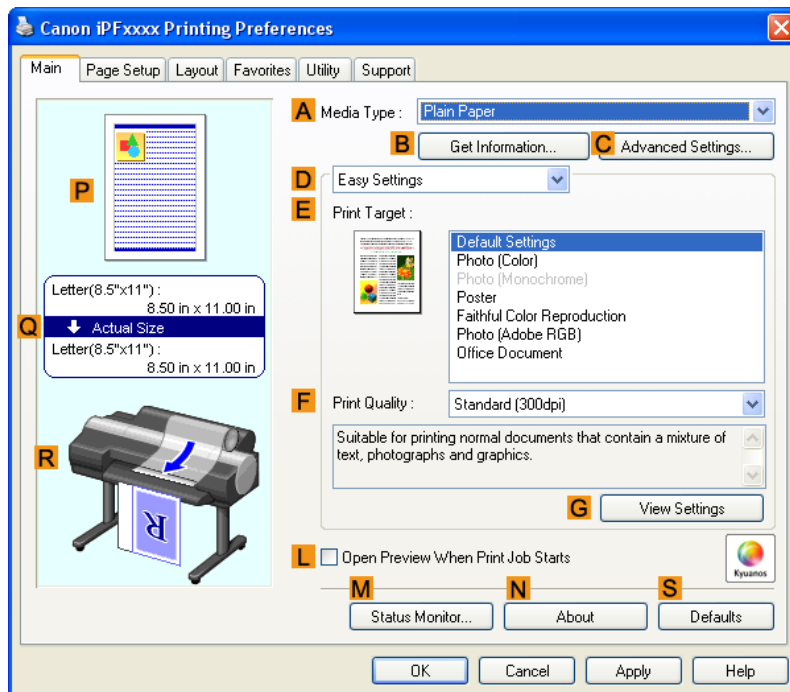 Canon iPFxxxx Printing Preferences
Main Page Setup Layout Favorites Utility Support
A Media Type : Plain Paper
B Get Information... C Advanced Settings...
D Easy Settings
E Print Target :
Default Settings
Photo (Color)
Photo (Monochrome)
Poster
Faithful Color Reproduction
Photo (Adobe RGB)
Office Document
F Print Quality : Standard (300dpi)
Suitable for printing normal documents that contain a mixture of
text, photographs and graphics.
G View Settings
L Open Preview When Print Job Starts
Kyuanos
M N S
Status Monitor... About Defaults
P
Letter(8.5"x11") :
8.50 in x 11.00 in
Q Actual Size
Letter(8.5"x11") :
8.50 in x 11.00 in
R
R
OK Cancel Apply Help